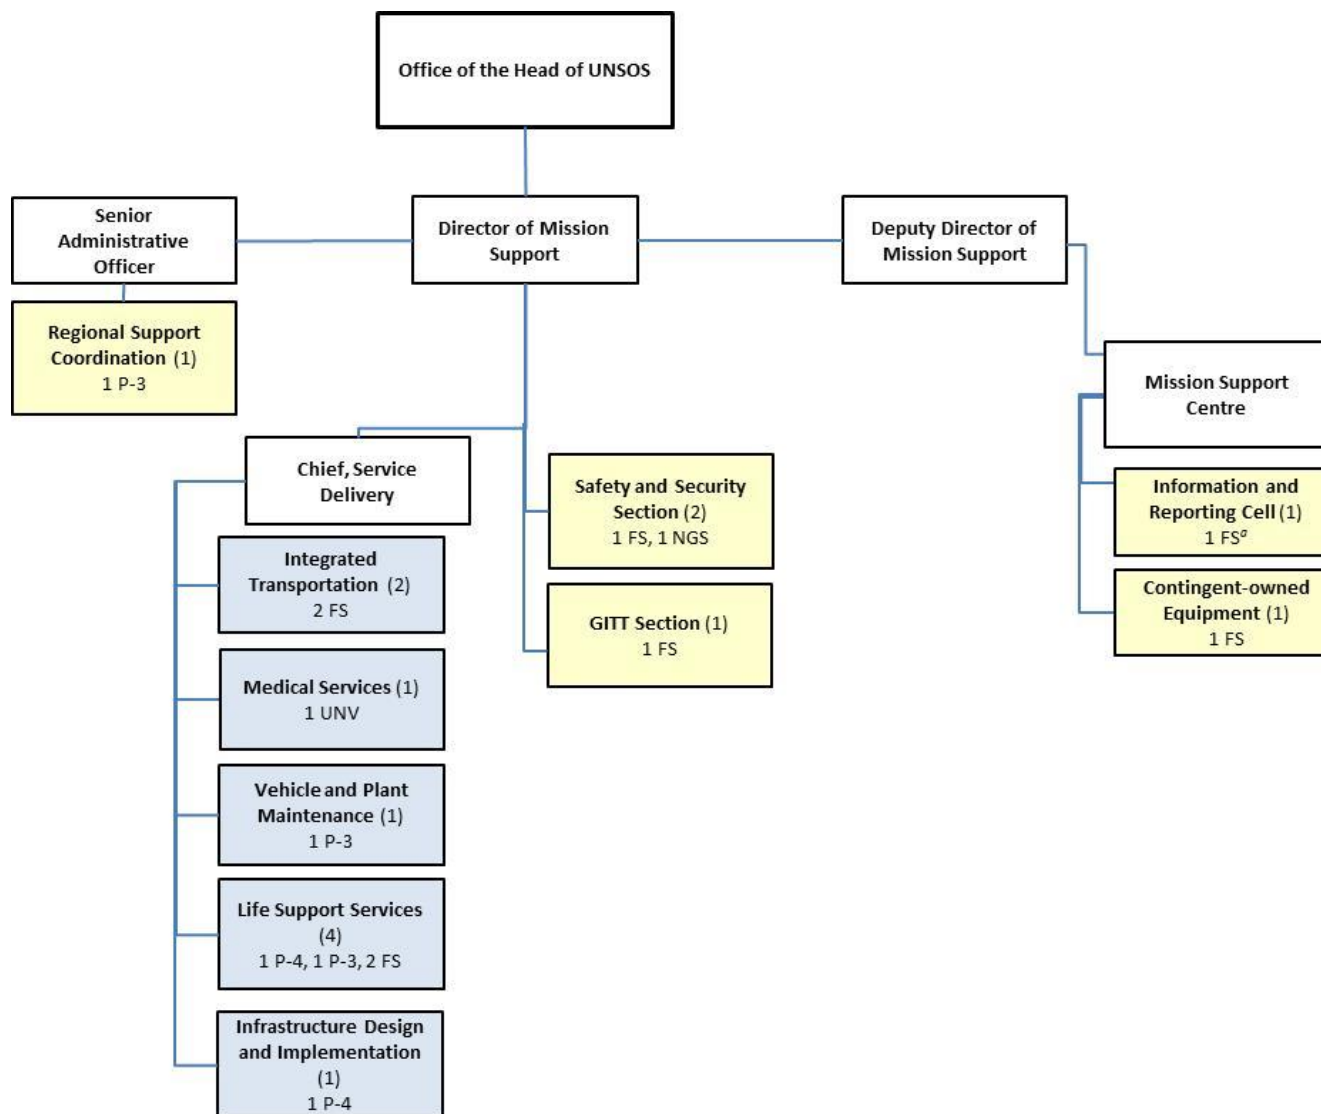 Office of the Head of UNSOS
Senior
Administrative
Officer
Director of Mission
Support
Deputy Director of
Mission Support
Regional Support
Coordination (1)
1 P-3
Mission Support
Centre
Chief, Service
Delivery
Safety and Security
Section (2)
1 FS, 1 NGS
Information and
Reporting Cell (1)
1 FSᵃ
Integrated
Transportation (2)
2 FS
GITT Section (1)
1 FS
Contingent-owned
Equipment (1)
1 FS
Medical Services (1)
1 UNV
Vehicle and Plant
Maintenance (1)
1 P-3
Life Support Services
(4)
1 P-4, 1 P-3, 2 FS
Infrastructure Design
and Implementation
(1)
1 P-4